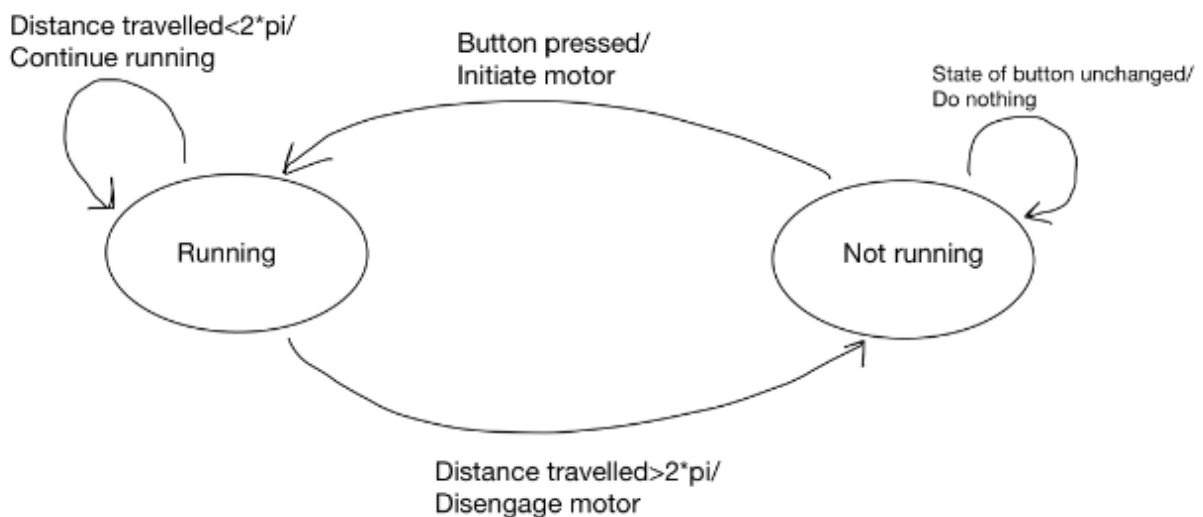 Distance travelled<2*pi/
Continue running
Button pressed/
Initiate motor
State of button unchanged/
Do nothing
Running
Not running
Distance travelled>2*pi/
Disengage motor